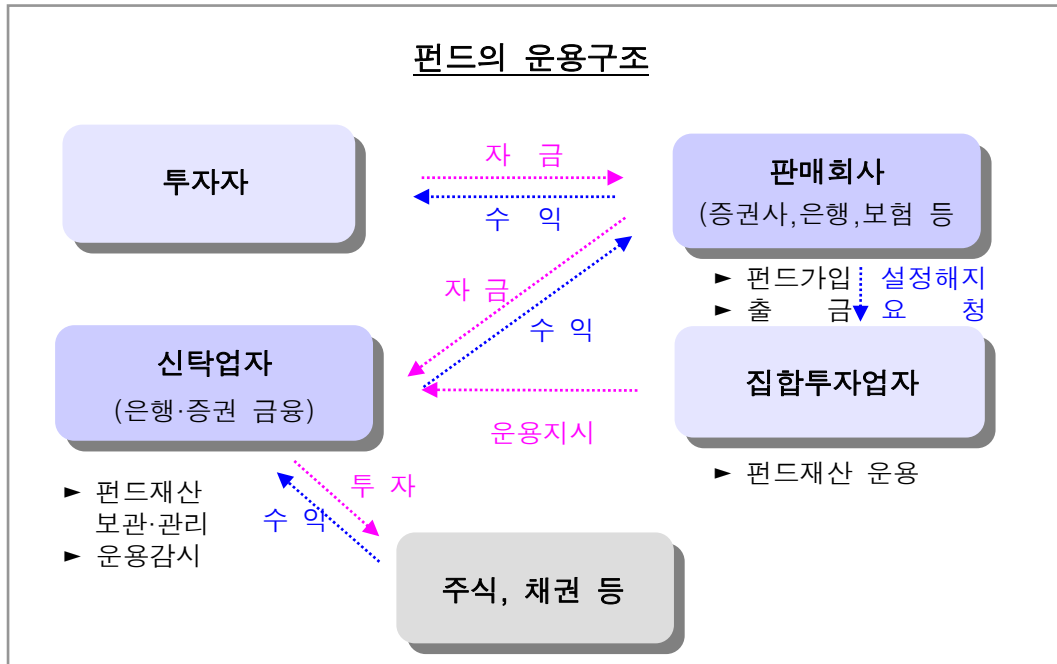 펀드의 운용구조
투자자
자 금
수 익
판매회사
(증권사,은행,보험 등
► 펀드가입 설정해지
► 출 금 요 청
자 금
수 익
신탁업자
(은행·증권 금융)
집합투자업자
운용지시
► 펀드재산 운용
► 펀드재산
보관·관리
► 운용감시
투 자
수 익
주식, 채권 등